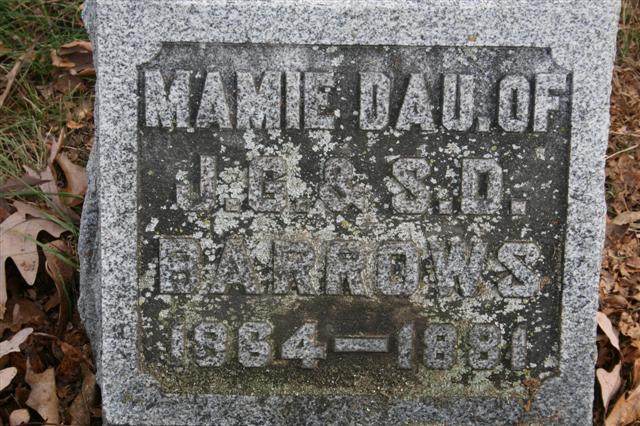 MAMIE DAU. OF
J.G. & S.D.
BARROWS
1864 — 1881